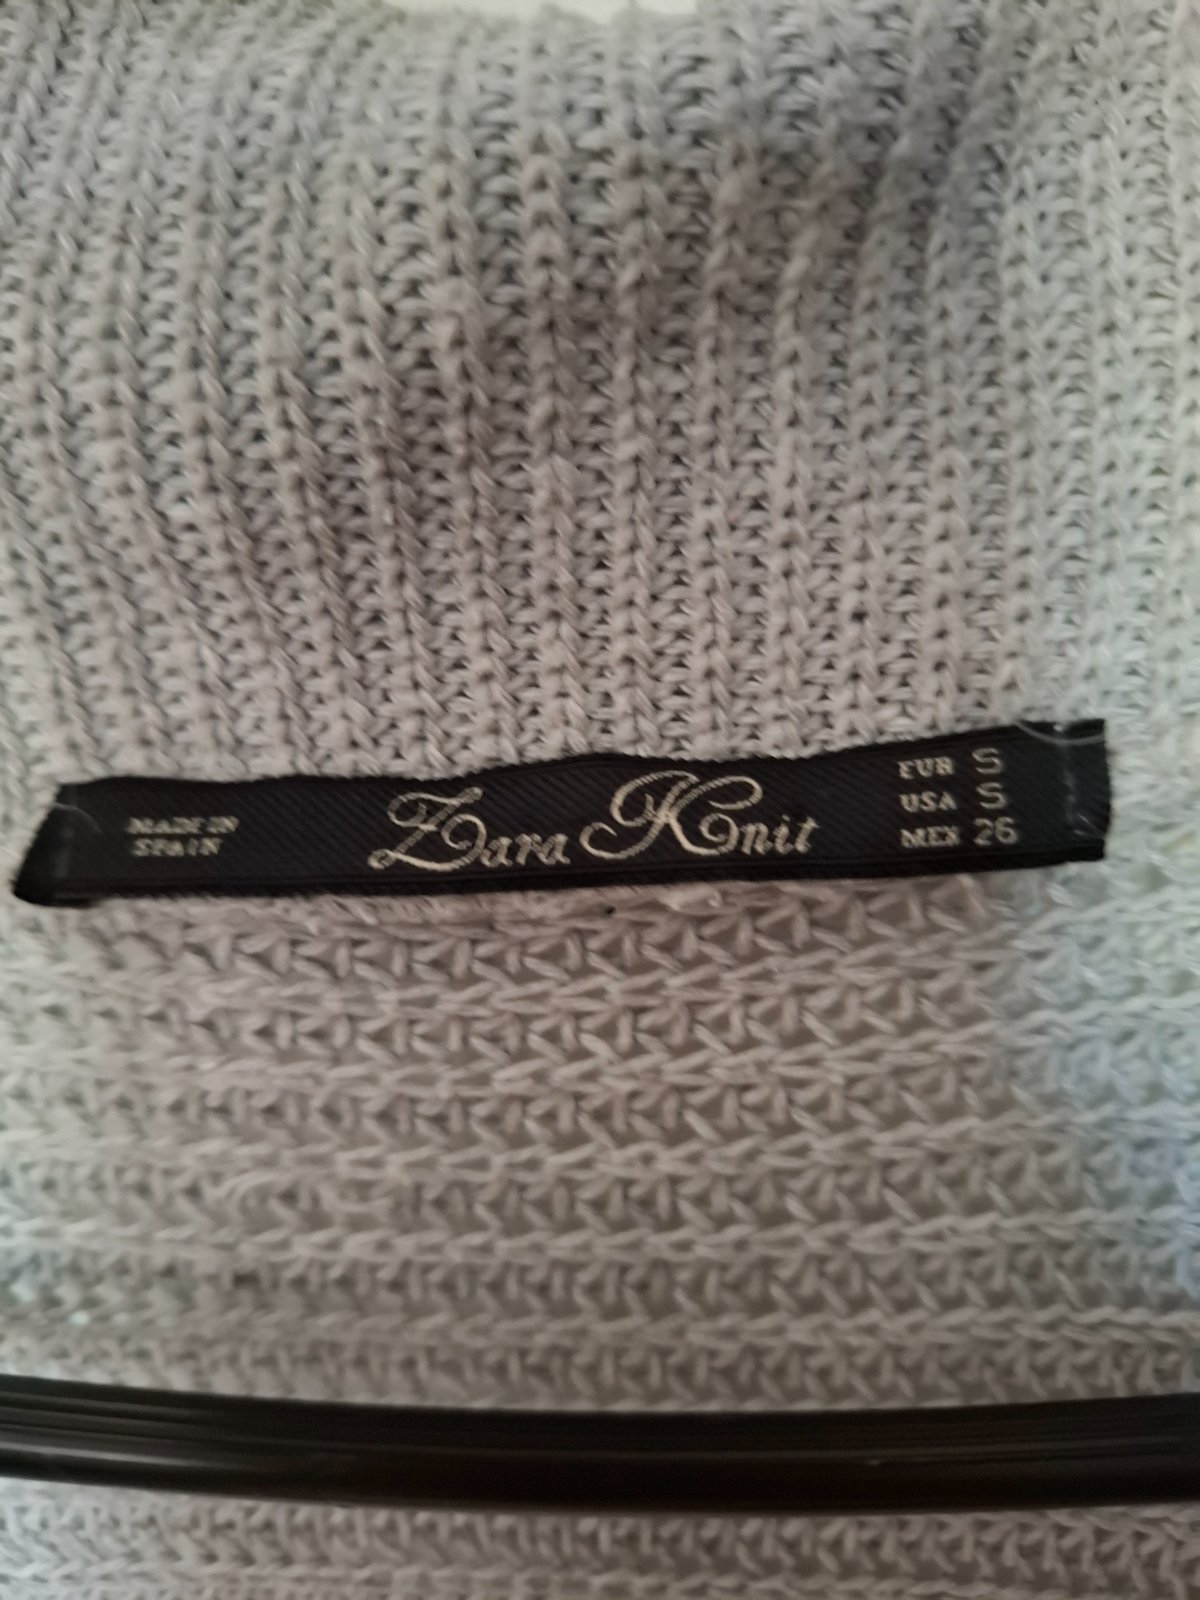 MADE IN
SPAIN
Zara Knit
EUR S
USA S
MEX 26